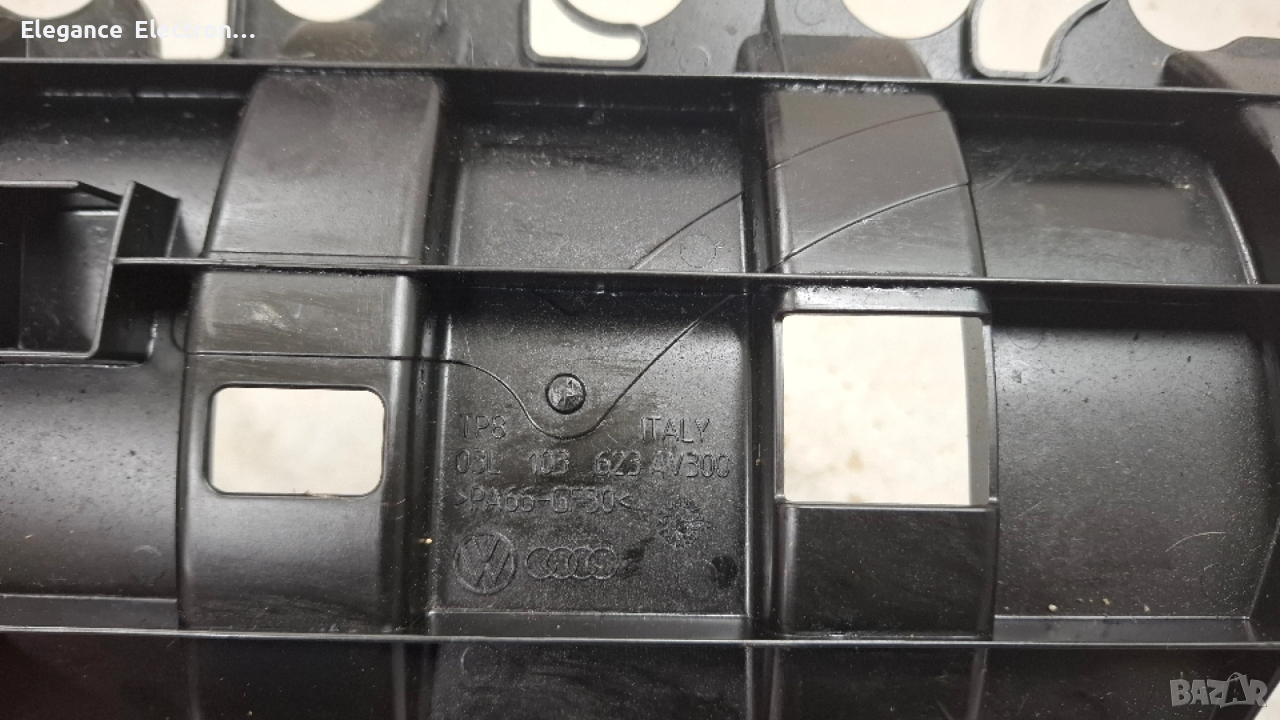 Elegance Electron...
TP8 ITALY
03L 103 623 AV300
>PA66-GF30<
BAZAR